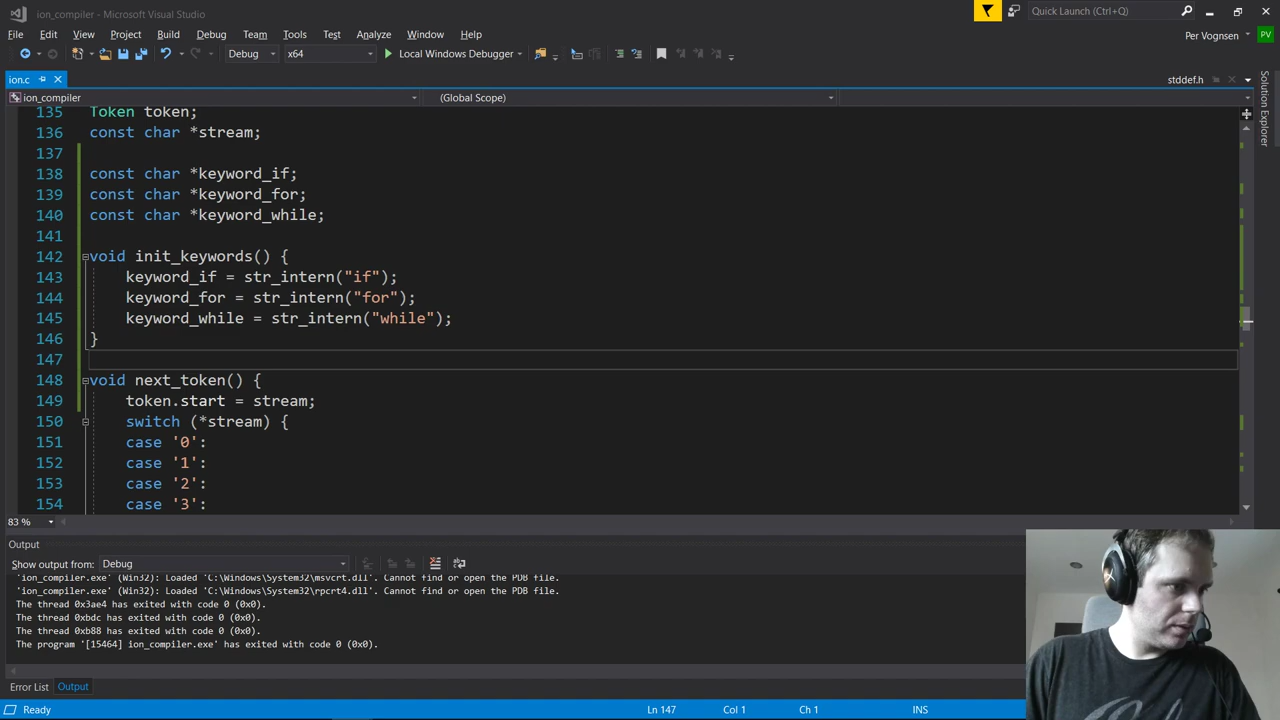 ion_compiler - Microsoft Visual Studio
Quick Launch (Ctrl+Q)
File Edit View Project Build Debug Team Tools Test Analyze Window Help
Per Vognsen PV
Debug x64 Local Windows Debugger
ion.c
stddef.h
ion_compiler (Global Scope)
Solution Explorer
135 Token token;
136 const char *stream;
137
138 const char *keyword_if;
139 const char *keyword_for;
140 const char *keyword_while;
141
142 void init_keywords() {
143 keyword_if = str_intern("if");
144 keyword_for = str_intern("for");
145 keyword_while = str_intern("while");
146 }
147
148 void next_token() {
149 token.start = stream;
150 switch (*stream) {
151 case '0':
152 case '1':
153 case '2':
154 case '3':
83 %
Output
Show output from: Debug
'ion_compiler.exe' (Win32): Loaded 'C:\Windows\System32\msvcrt.dll'. Cannot find or open the PDB file.
'ion_compiler.exe' (Win32): Loaded 'C:\Windows\System32\rpcrt4.dll'. Cannot find or open the PDB file.
The thread 0x3ae4 has exited with code 0 (0x0).
The thread 0xbdc has exited with code 0 (0x0).
The thread 0xb88 has exited with code 0 (0x0).
The program '[15464] ion_compiler.exe' has exited with code 0 (0x0).
Error List Output
Ready Ln 147 Col 1 Ch 1 INS